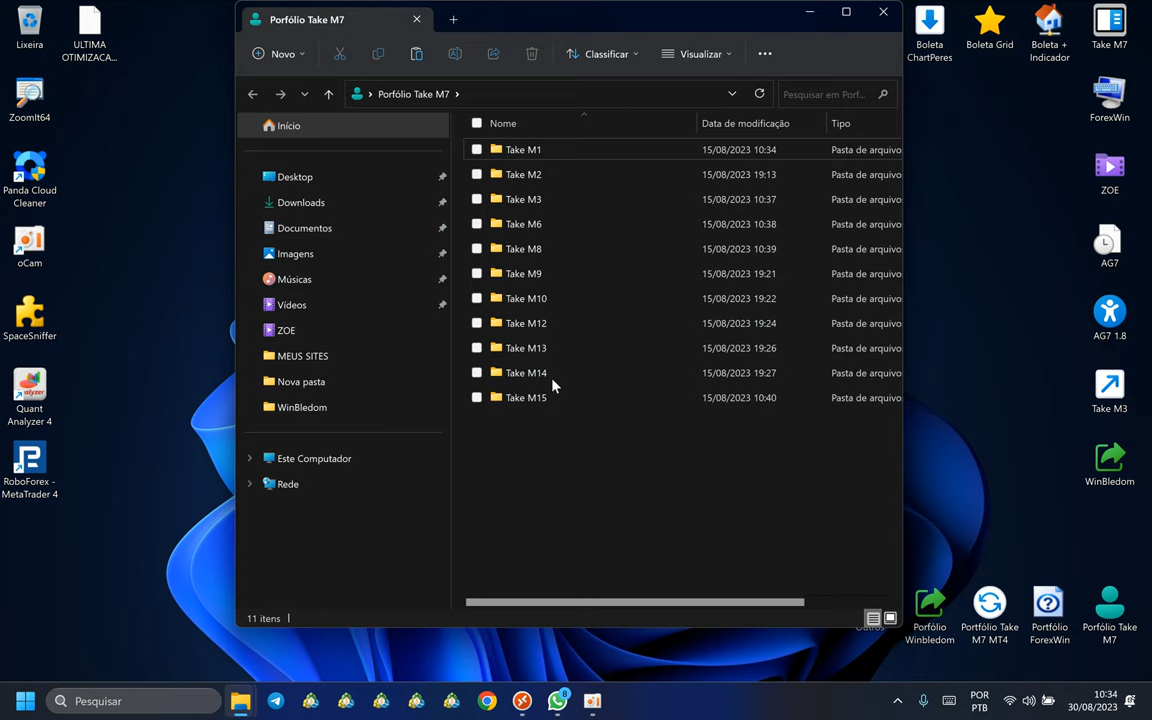 Lixeira
ULTIMA
OTIMIZACA...
ZoomIt64
Panda Cloud
Cleaner
oCam
SpaceSniffer
Quant
Analyzer 4
RoboForex -
MetaTrader 4
Porfólio Take M7
Novo
Classificar
Visualizar
Porfólio Take M7
Pesquisar em Porf...
Início
Desktop
Downloads
Documentos
Imagens
Músicas
Vídeos
ZOE
MEUS SITES
Nova pasta
WinBledom
Este Computador
Rede
Nome Data de modificação Tipo
Take M1 15/08/2023 10:34 Pasta de arquivo
Take M2 15/08/2023 19:13 Pasta de arquivo
Take M3 15/08/2023 10:37 Pasta de arquivo
Take M6 15/08/2023 10:38 Pasta de arquivo
Take M8 15/08/2023 10:39 Pasta de arquivo
Take M9 15/08/2023 19:21 Pasta de arquivo
Take M10 15/08/2023 19:22 Pasta de arquivo
Take M12 15/08/2023 19:24 Pasta de arquivo
Take M13 15/08/2023 19:26 Pasta de arquivo
Take M14 15/08/2023 19:27 Pasta de arquivo
Take M15 15/08/2023 10:40 Pasta de arquivo
11 itens
Boleta
ChartPeres
Boleta Grid
Boleta +
Indicador
Take M7
ForexWin
ZOE
AG7
AG7 1.8
Take M3
WinBledom
Outros
Porfólio
Winbledom
Portfólio Take
M7 MT4
Portfólio
ForexWin
Porfólio Take
M7
Pesquisar
8
POR
PTB
10:34
30/08/2023